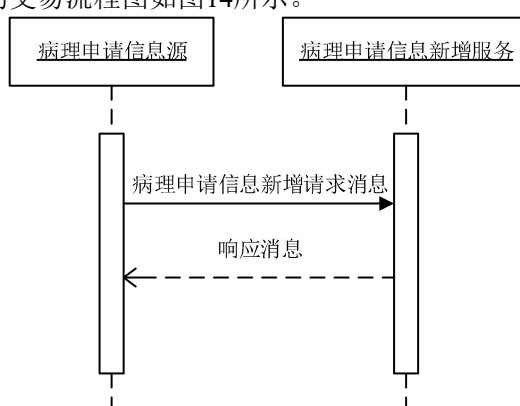 交易流程图如图14所示。
病理申请信息源
病理申请信息新增服务
病理申请信息新增请求消息
响应消息